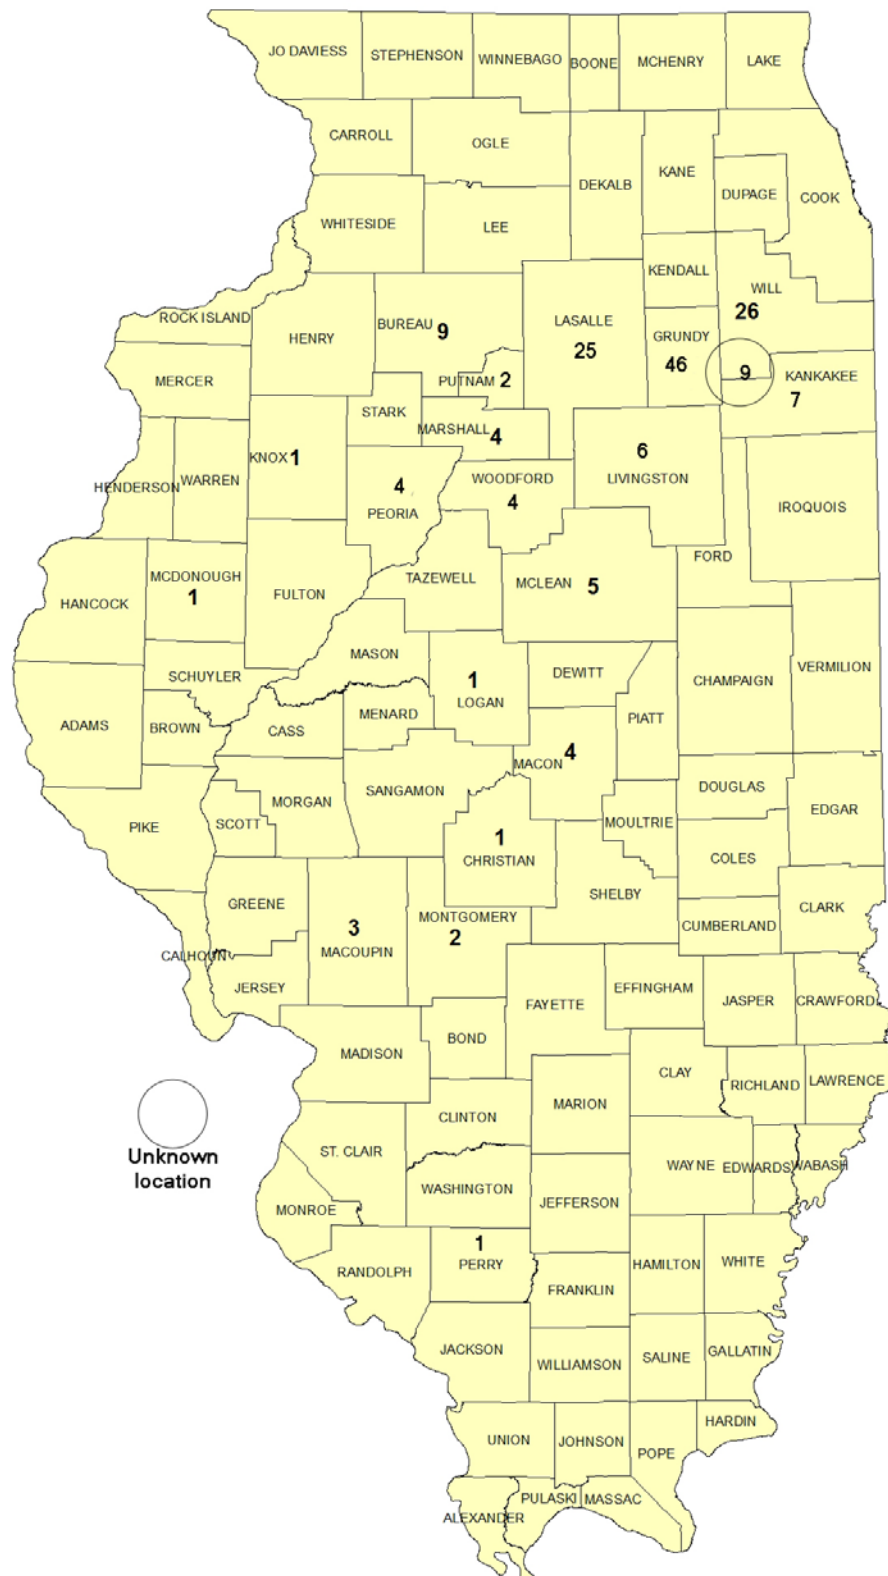 JO DAVIESS
STEPHENSON
WINNEBAGO
BOONE
MCHENRY
LAKE
CARROLL
OGLE
DEKALB
KANE
DUPAGE
COOK
WHITESIDE
LEE
KENDALL
WILL
26
ROCK ISLAND
HENRY
BUREAU 9
LASALLE
25
GRUNDY
46
9
KANKAKEE
7
MERCER
PUTNAM 2
STARK
MARSHALL 4
KNOX 1
HENDERSON
WARREN
4
PEORIA
WOODFORD
4
6
LIVINGSTON
IROQUOIS
FORD
HANCOCK
MCDONOUGH
1
FULTON
TAZEWELL
MCLEAN 5
MASON
SCHUYLER
1
LOGAN
DEWITT
CHAMPAIGN
VERMILION
ADAMS
BROWN
CASS
MENARD
PIATT
MACON 4
SANGAMON
MORGAN
SCOTT
PIKE
MOULTRIE
DOUGLAS
EDGAR
1
CHRISTIAN
COLES
SHELBY
GREENE
3
MACOUPIN
MONTGOMERY
2
CUMBERLAND
CLARK
CALHOUN
JERSEY
FAYETTE
EFFINGHAM
JASPER
CRAWFORD
MADISON
BOND
CLAY
RICHLAND
LAWRENCE
MARION
CLINTON
Unknown
location
ST. CLAIR
WASHINGTON
JEFFERSON
WAYNE
EDWARDS
WABASH
MONROE
RANDOLPH
1
PERRY
FRANKLIN
HAMILTON
WHITE
JACKSON
WILLIAMSON
SALINE
GALLATIN
UNION
JOHNSON
POPE
HARDIN
ALEXANDER
PULASKI
MASSAC